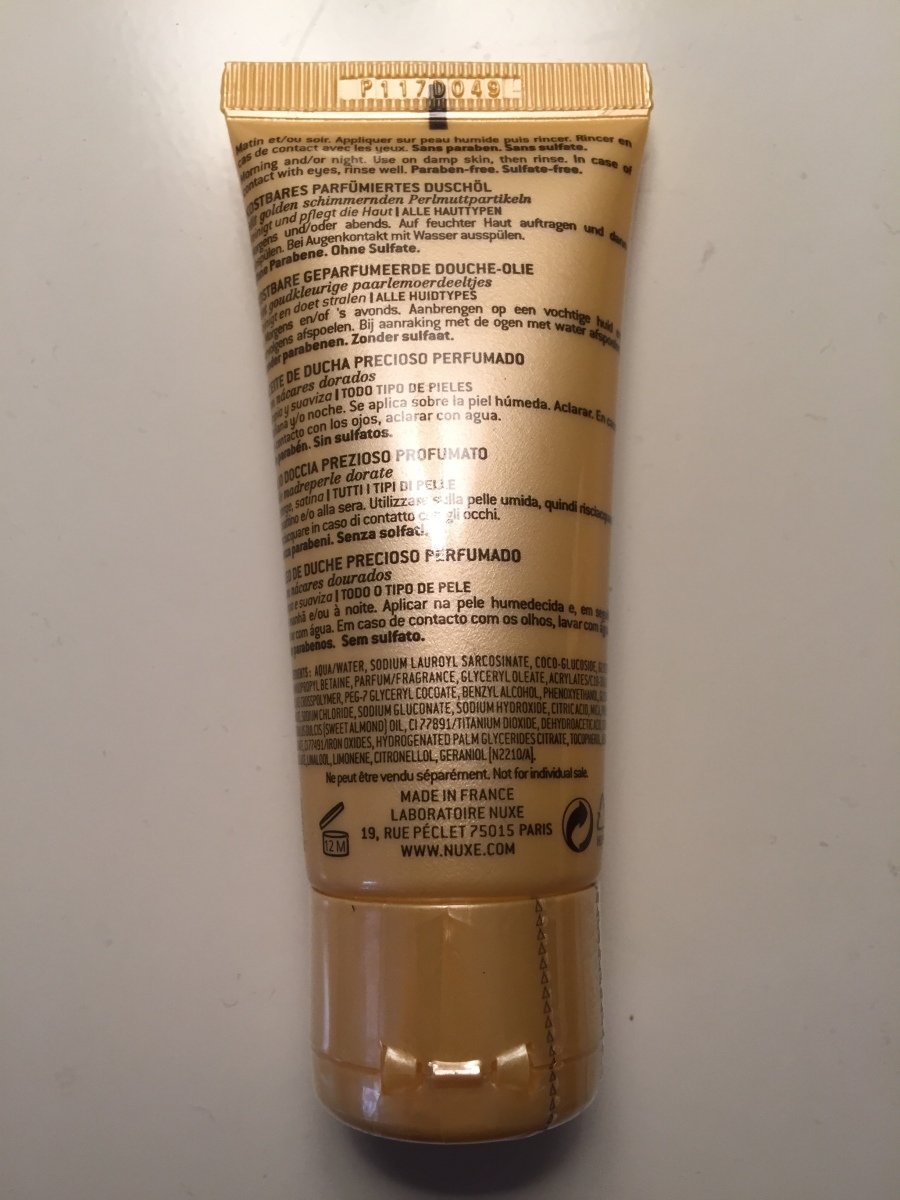 P117D049
Matin et/ou soir. Appliquer sur peau humide puis rincer. Rincer en
cas de contact avec les yeux. Sans paraben. Sans sulfate.
Morning and/or night. Use on damp skin, then rinse. In case of
contact with eyes, rinse well. Paraben-free. Sulfate-free.
KOSTBARES PARFÜMIERTES DUSCHÖL
golden schimmernden Perlmuttpartikeln
und pflegt die Haut | ALLE HAUTTYPEN
und/oder abends. Auf feuchter Haut auftragen und dann
Bei Augenkontakt mit Wasser ausspülen.
Parabene. Ohne Sulfate.
GEPARFUMEERDE DOUCHE-OLIE
goudkleurige paarlemoerdeeltjes
en doet stralen | ALLE HUIDTYPES
en/of 's avonds. Aanbrengen op een vochtige huid
afspoelen. Bij aanraking met de ogen met water
parabenen. Zonder sulfaat.
DE DUCHA PRECIOSO PERFUMADO
nácares dorados
y suaviza | TODO TIPO DE PIELES
y/o noche. Se aplica sobre la piel húmeda. Aclarar. En
contacto con los ojos, aclarar con agua.
parabén. Sin sulfatos.
DOCCIA PREZIOSO PROFUMATO
madreperle dorate
satina | TUTTI I TIPI DI PELLE
e/o alla sera. Utilizzare sulla pelle umida, quindi
in caso di contatto con gli occhi.
parabeni. Senza solfati.
DE DUCHE PRECIOSO PERFUMADO
nácares dourados
e suaviza | TODO O TIPO DE PELE
e/ou à noite. Aplicar na pele humedecida e, em
com água. Em caso de contacto com os olhos, lavar com
parabenos. Sem sulfato.
AQUA/WATER, SODIUM LAUROYL SARCOSINATE, COCO-GLUCOSIDE,
BETAINE, PARFUM/FRAGRANCE, GLYCERYL OLEATE,
CROSSPOLYMER, PEG-7 GLYCERYL COCOATE, BENZYL ALCOHOL, PHENOXYETHANOL,
SODIUM CHLORIDE, SODIUM GLUCONATE, SODIUM HYDROXIDE, CITRIC ACID, MICA,
DULCIS (SWEET ALMOND) OIL, CI 77891/TITANIUM DIOXIDE, DEHYDROACETIC ACID,
CI 77491/IRON OXIDES, HYDROGENATED PALM GLYCERIDES CITRATE, TOCOPHEROL,
LINALOOL, LIMONENE, CITRONELLOL, GERANIOL [N2210/A].
Ne peut être vendu séparément. Not for individual sale.
MADE IN FRANCE
LABORATOIRE NUXE
19, RUE PÉCLET 75015 PARIS
WWW.NUXE.COM
12 M